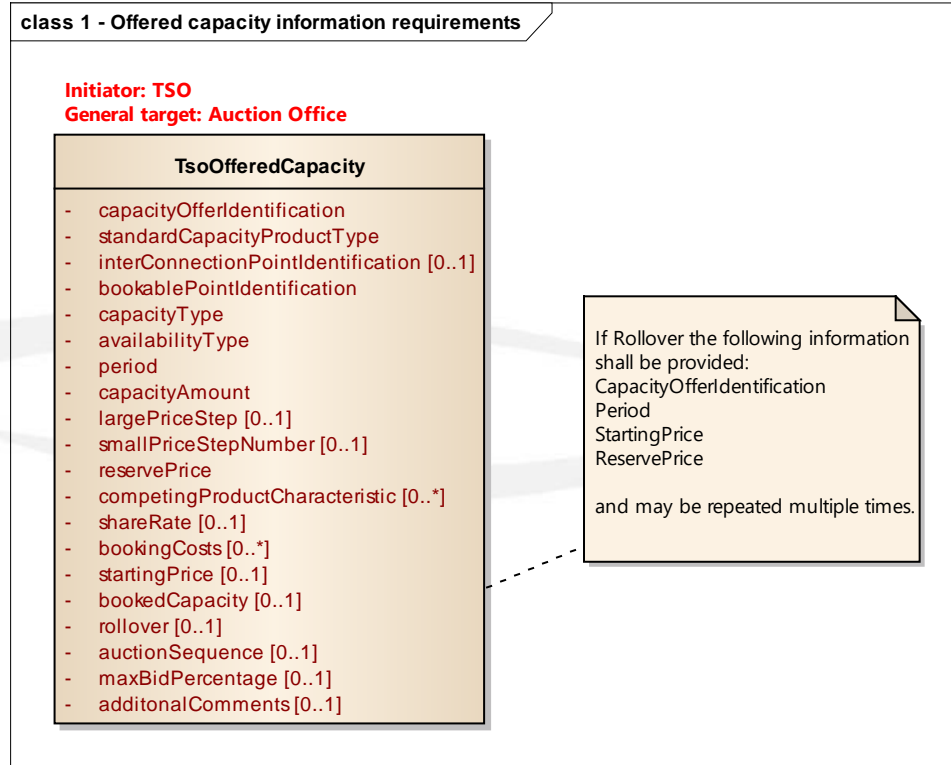 class 1 - Offered capacity information requirements
Initiator: TSO
General target: Auction Office
TsoOfferedCapacity
- capacityOfferIdentification
- standardCapacityProductType
- interConnectionPointIdentification [0..1]
- bookablePointIdentification
- capacityType
- availabilityType
- period
- capacityAmount
- largePriceStep [0..1]
- smallPriceStepNumber [0..1]
- reservePrice
- competingProductCharacteristic [0..*]
- shareRate [0..1]
- bookingCosts [0..*]
- startingPrice [0..1]
- bookedCapacity [0..1]
- rollover [0..1]
- auctionSequence [0..1]
- maxBidPercentage [0..1]
- additonalComments [0..1]
If Rollover the following information
shall be provided:
CapacityOfferIdentification
Period
StartingPrice
ReservePrice
and may be repeated multiple times.